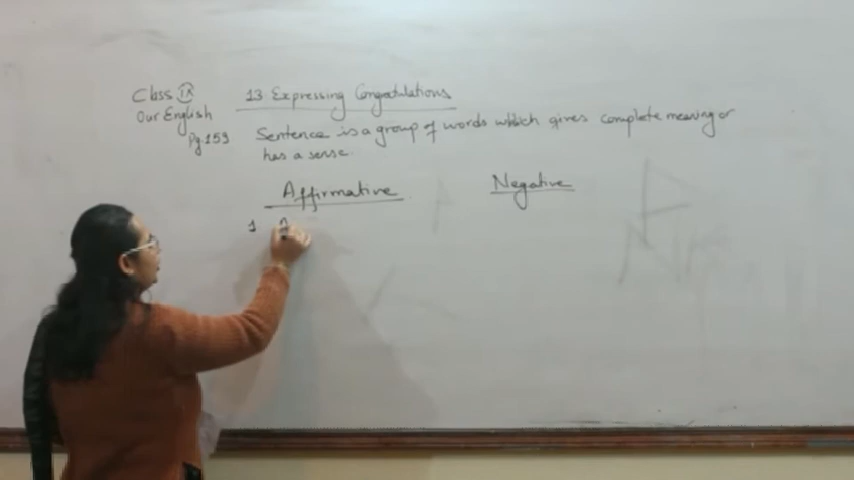 Class IX 13 Expressing Congratulations
Our English
Pg 159 Sentence is a group of words which gives complete meaning or
has a sense.
Affirmative Negative
1